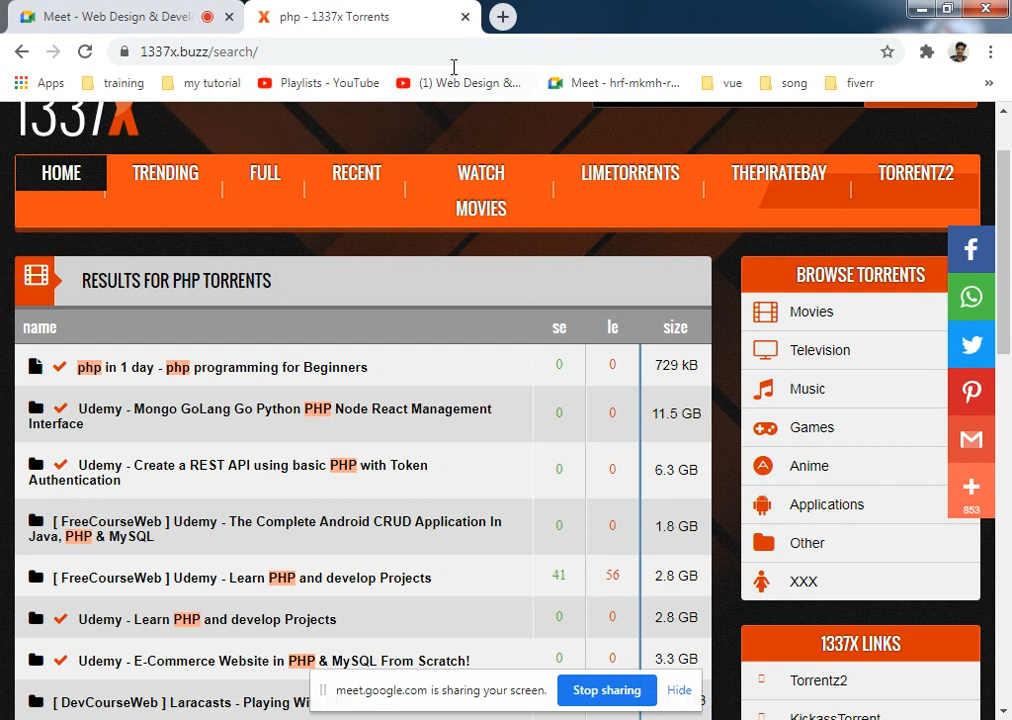 Meet - Web Design & Develo
php - 1337x Torrents
1337x.buzz/search/
Apps
training
my tutorial
Playlists - YouTube
(1) Web Design &...
Meet - hrf-mkmh-r...
vue
song
fiverr
»
1337X
HOME
TRENDING
FULL
RECENT
WATCH
MOVIES
LIMETORRENTS
THEPIRATEBAY
TORRENTZ2
RESULTS FOR PHP TORRENTS
name se le size
php in 1 day - php programming for Beginners 0 0 729 kB
Udemy - Mongo GoLang Go Python PHP Node React Management
Interface 0 0 11.5 GB
Udemy - Create a REST API using basic PHP with Token
Authentication 0 0 6.3 GB
[ FreeCourseWeb ] Udemy - The Complete Android CRUD Application In
Java, PHP & MySQL 0 0 1.8 GB
[ FreeCourseWeb ] Udemy - Learn PHP and develop Projects 41 56 2.8 GB
Udemy - Learn PHP and develop Projects 0 0 2.8 GB
Udemy - E-Commerce Website in PHP & MySQL From Scratch! 0 0 3.3 GB
[ DevCourseWeb ] Laracasts - Playing Wi
BROWSE TORRENTS
Movies
Television
Music
Games
Anime
Applications
Other
XXX
853
1337X LINKS
Torrentz2
KickassTorrent
meet.google.com is sharing your screen.
Stop sharing
Hide